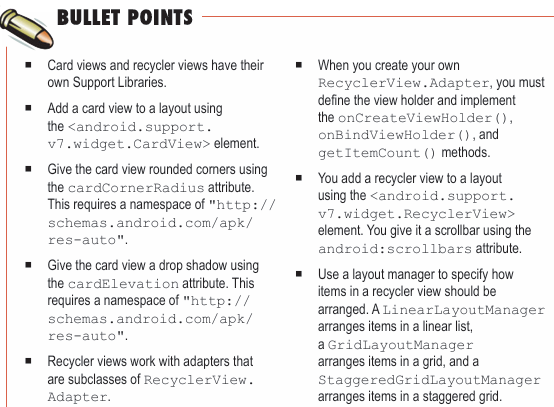 BULLET POINTS
Card views and recycler views have their
own Support Libraries.
Add a card view to a layout using
the <android.support.
v7.widget.CardView> element.
Give the card view rounded corners using
the cardCornerRadius attribute.
This requires a namespace of "http://
schemas.android.com/apk/
res-auto".
Give the card view a drop shadow using
the cardElevation attribute. This
requires a namespace of "http://
schemas.android.com/apk/
res-auto".
Recycler views work with adapters that
are subclasses of RecyclerView.
Adapter.
When you create your own
RecyclerView.Adapter, you must
define the view holder and implement
the onCreateViewHolder(),
onBindViewHolder(), and
getItemCount() methods.
You add a recycler view to a layout
using the <android.support.
v7.widget.RecyclerView>
element. You give it a scrollbar using the
android:scrollbars attribute.
Use a layout manager to specify how
items in a recycler view should be
arranged. A LinearLayoutManager
arranges items in a linear list,
a GridLayoutManager
arranges items in a grid, and a
StaggeredGridLayoutManager
arranges items in a staggered grid.